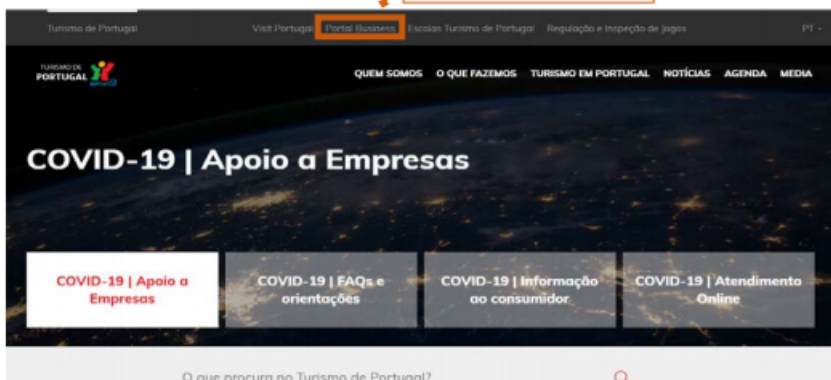 Turismo de Portugal
Visit Portugal Portal Business Escolas Turismo de Portugal Regulação e Inspeção de Jogos PT
TURISMO DE
PORTUGAL
QUEM SOMOS O QUE FAZEMOS TURISMO EM PORTUGAL NOTÍCIAS AGENDA MEDIA
COVID-19 | Apoio a Empresas
COVID-19 | Apoio a
Empresas
COVID-19 | FAQs e
orientações
COVID-19 | Informação
ao consumidor
COVID-19 | Atendimento
Online
O que procura no Turismo de Portugal?